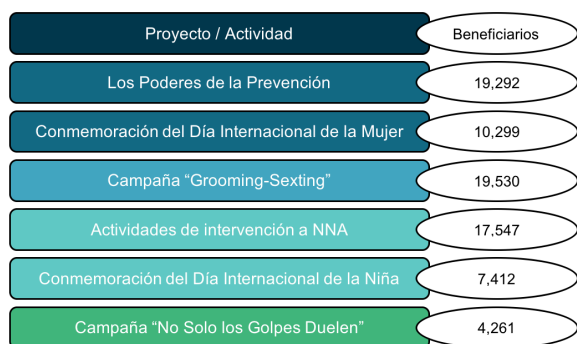 Proyecto / Actividad Beneficiarios
Los Poderes de la Prevención 19,292
Conmemoración del Día Internacional de la Mujer 10,299
Campaña “Grooming-Sexting” 19,530
Actividades de intervención a NNA 17,547
Conmemoración del Día Internacional de la Niña 7,412
Campaña “No Solo los Golpes Duelen” 4,261